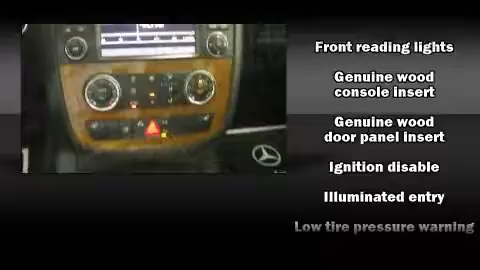 Front reading lights
Genuine wood
console insert
Genuine wood
door panel insert
Ignition disable
Illuminated entry
Low tire pressure warning